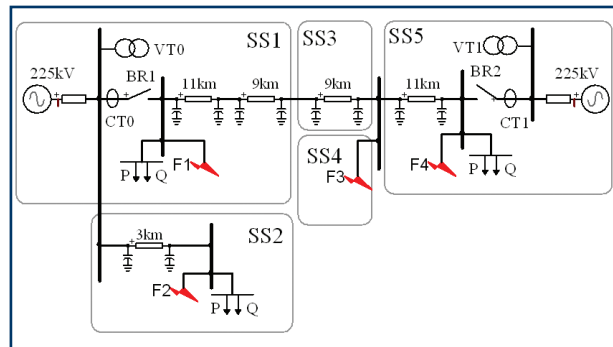 VT0
SS1
SS3
SS5
VT1
225kV
BR1
11km
9km
9km
11km
BR2
225kV
CT0
CT1
P
Q
F1
SS4
F3
F4
P
Q
SS2
3km
F2
P
Q